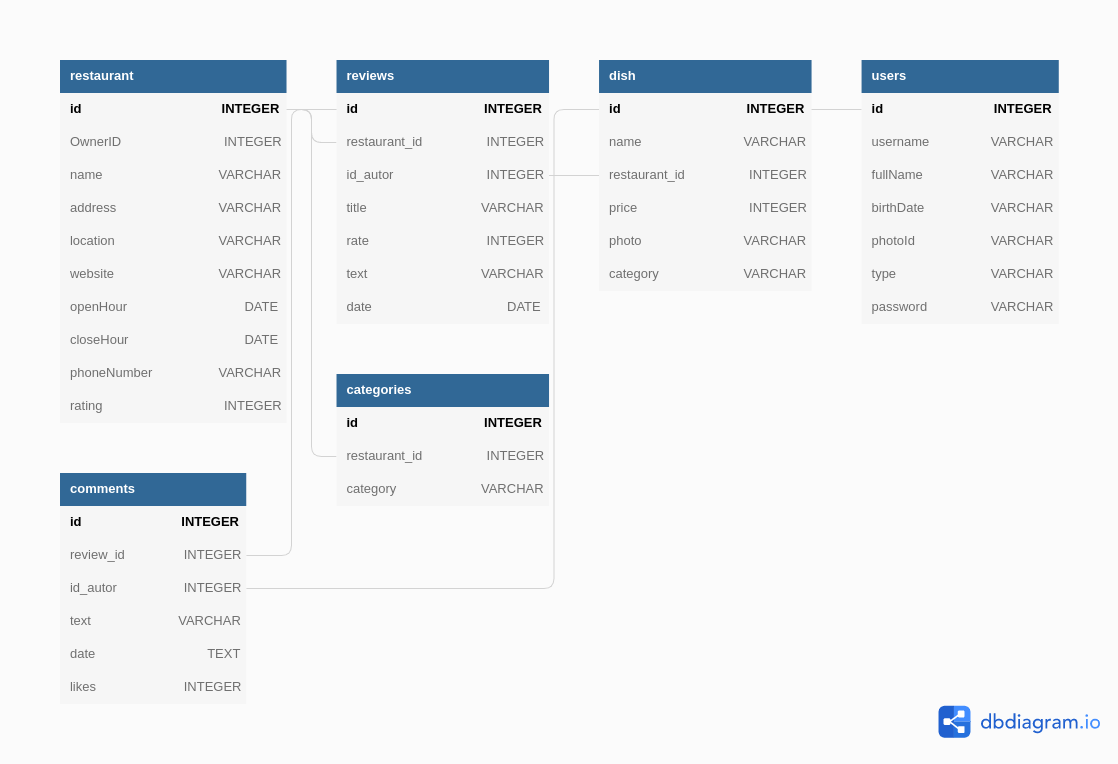 restaurant
id INTEGER
OwnerID INTEGER
name VARCHAR
address VARCHAR
location VARCHAR
website VARCHAR
openHour DATE
closeHour DATE
phoneNumber VARCHAR
rating INTEGER
reviews
id INTEGER
restaurant_id INTEGER
id_autor INTEGER
title VARCHAR
rate INTEGER
text VARCHAR
date DATE
dish
id INTEGER
name VARCHAR
restaurant_id INTEGER
price INTEGER
photo VARCHAR
category VARCHAR
users
id INTEGER
username VARCHAR
fullName VARCHAR
birthDate VARCHAR
photoId VARCHAR
type VARCHAR
password VARCHAR
categories
id INTEGER
restaurant_id INTEGER
category VARCHAR
comments
id INTEGER
review_id INTEGER
id_autor INTEGER
text VARCHAR
date TEXT
likes INTEGER
dbdiagram.io